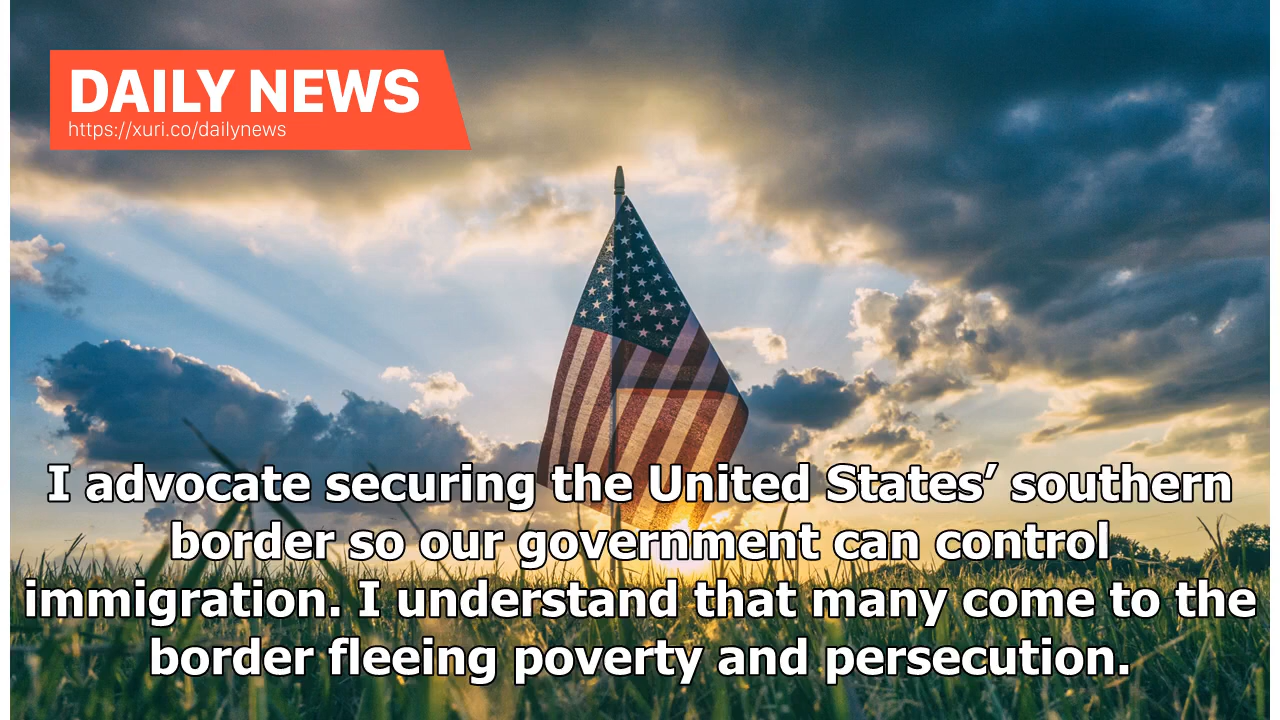 DAILY NEWS
https://xuri.co/dailynews
I advocate securing the United States’ southern
border so our government can control
immigration. I understand that many come to the
border fleeing poverty and persecution.